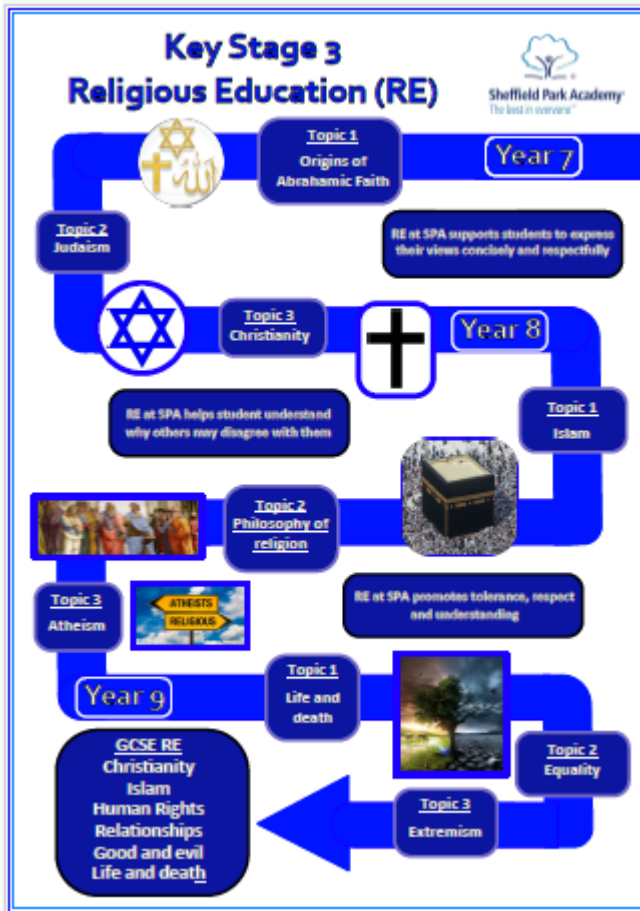 Key Stage 3
Religious Education (RE)
Sheffield Park Academy
The best in everyone™
Topic 1
Origins of
Abrahamic Faith
Year 7
Topic 2
Judaism
RE at SPA supports students to express
their views concisely and respectfully
Topic 3
Christianity
Year 8
RE at SPA helps student understand
why others may disagree with them
Topic 1
Islam
Topic 2
Philosophy of
religion
Topic 3
Atheism
ATHEISTS
RELIGIOUS
RE at SPA promotes tolerance, respect
and understanding
Year 9
Topic 1
Life and
death
Topic 2
Equality
Topic 3
Extremism
GCSE RE
Christianity
Islam
Human Rights
Relationships
Good and evil
Life and death